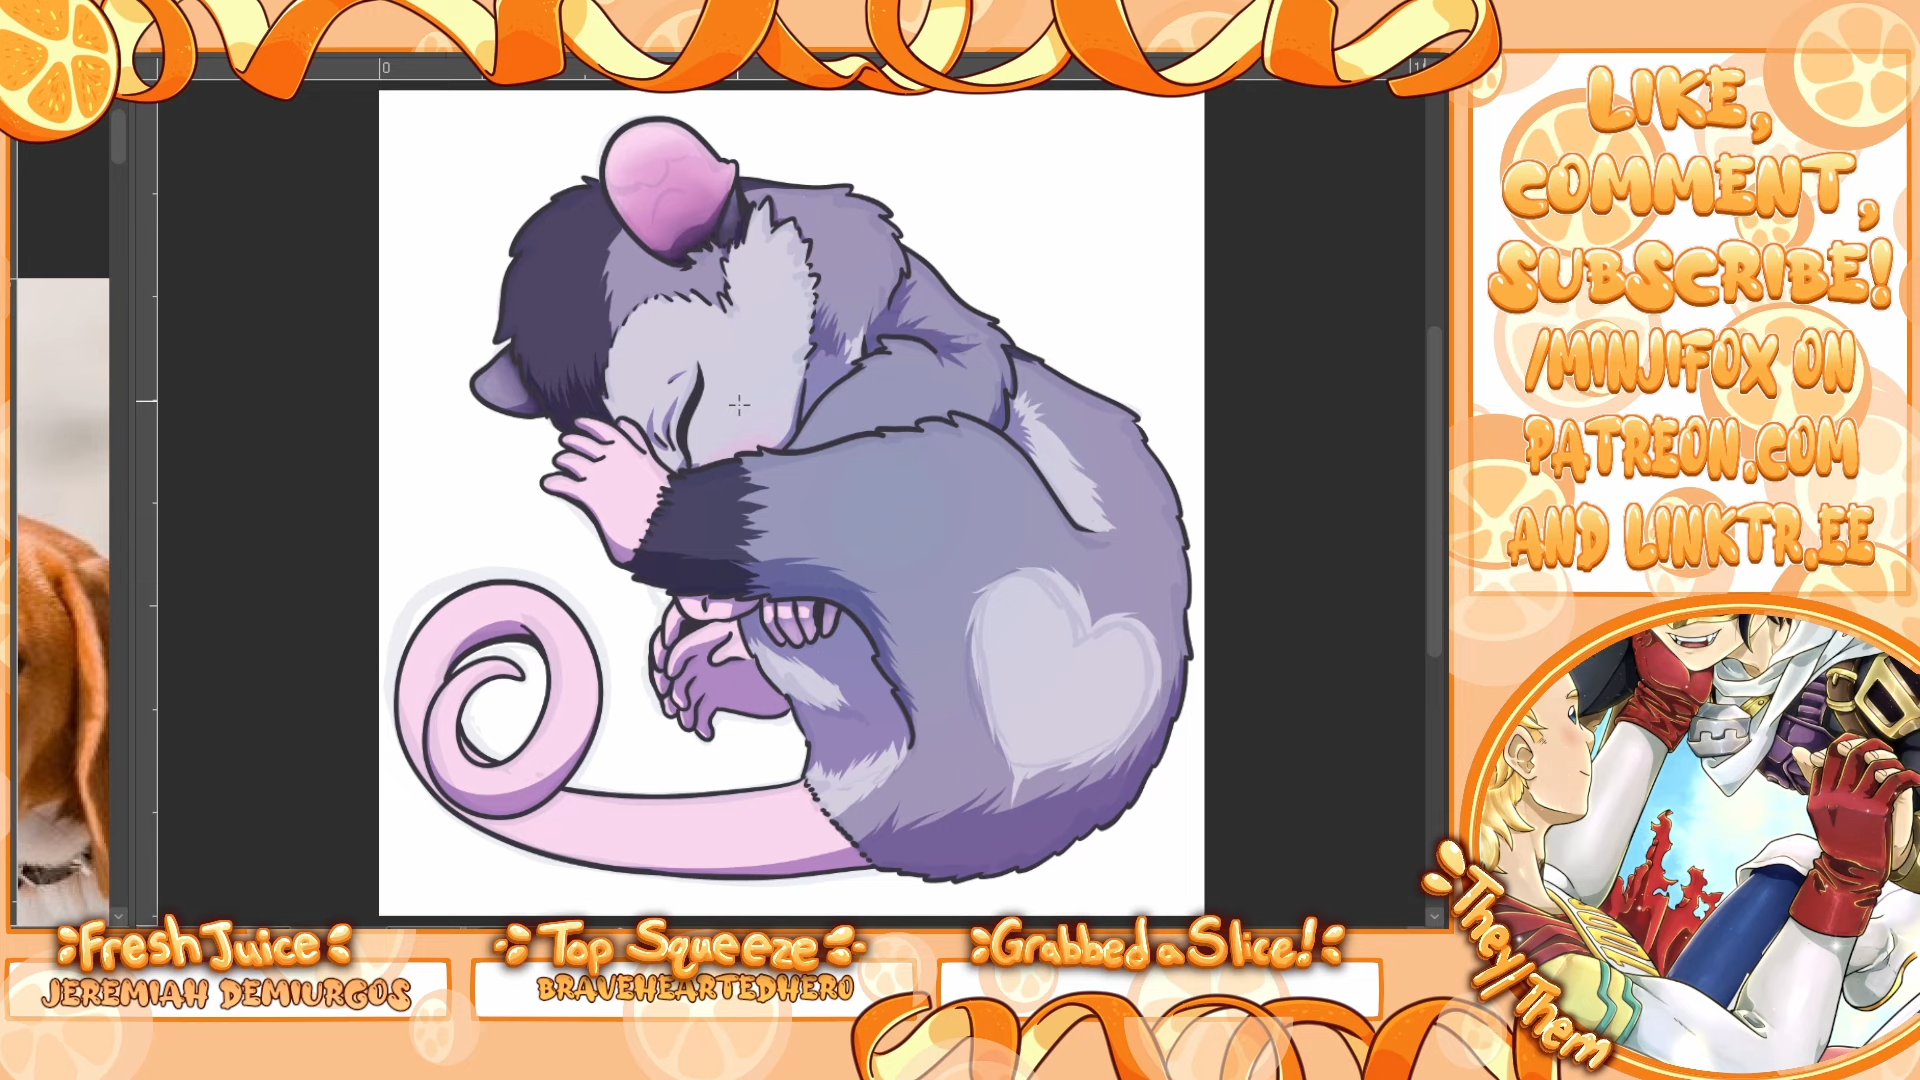 0
LIKE,
COMMENT,
SUBSCRIBE!
/MINJIFOX ON
PATREON.COM
AND LINKTR.EE
They/Them
Fresh Juice
JEREMIAH DEMIURGOS
Top Squeeze
BRAVEHEARTEDHERO
Grabbed a Slice!